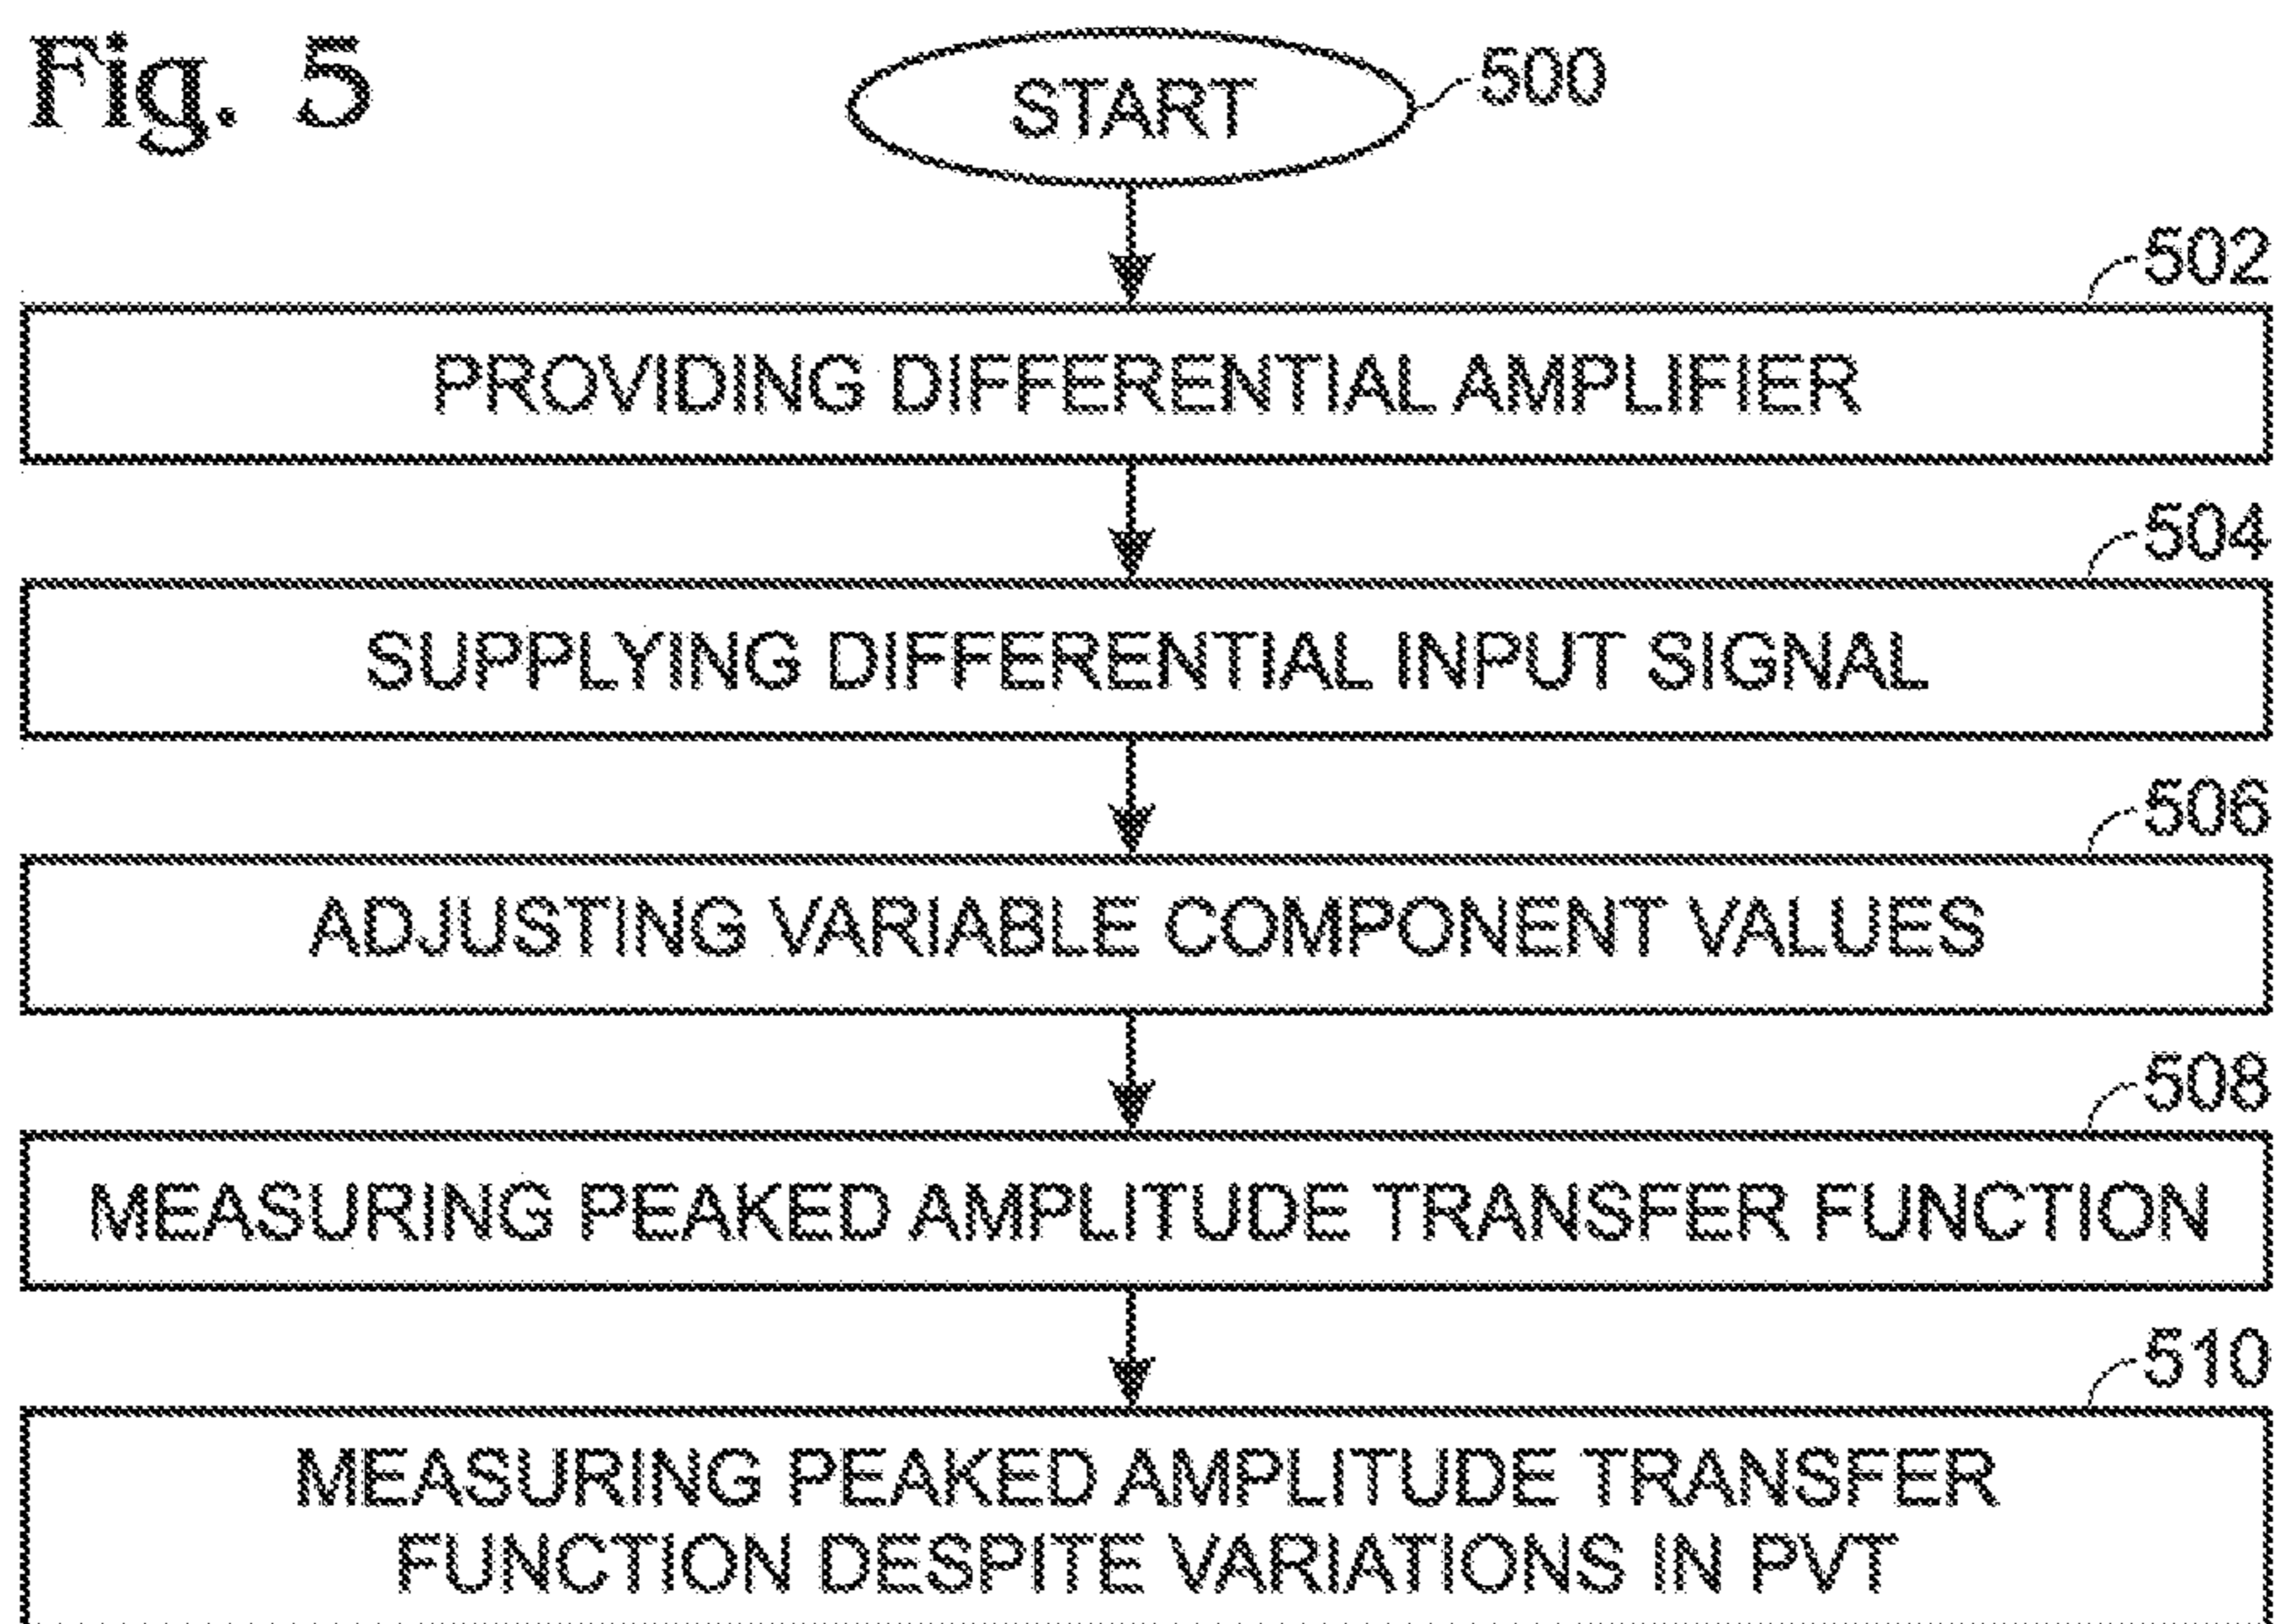 Fig. 5
START
500
502
PROVIDING DIFFERENTIAL AMPLIFIER
504
SUPPLYING DIFFERENTIAL INPUT SIGNAL
506
ADJUSTING VARIABLE COMPONENT VALUES
508
MEASURING PEAKED AMPLITUDE TRANSFER FUNCTION
510
MEASURING PEAKED AMPLITUDE TRANSFER
FUNCTION DESPITE VARIATIONS IN PVT